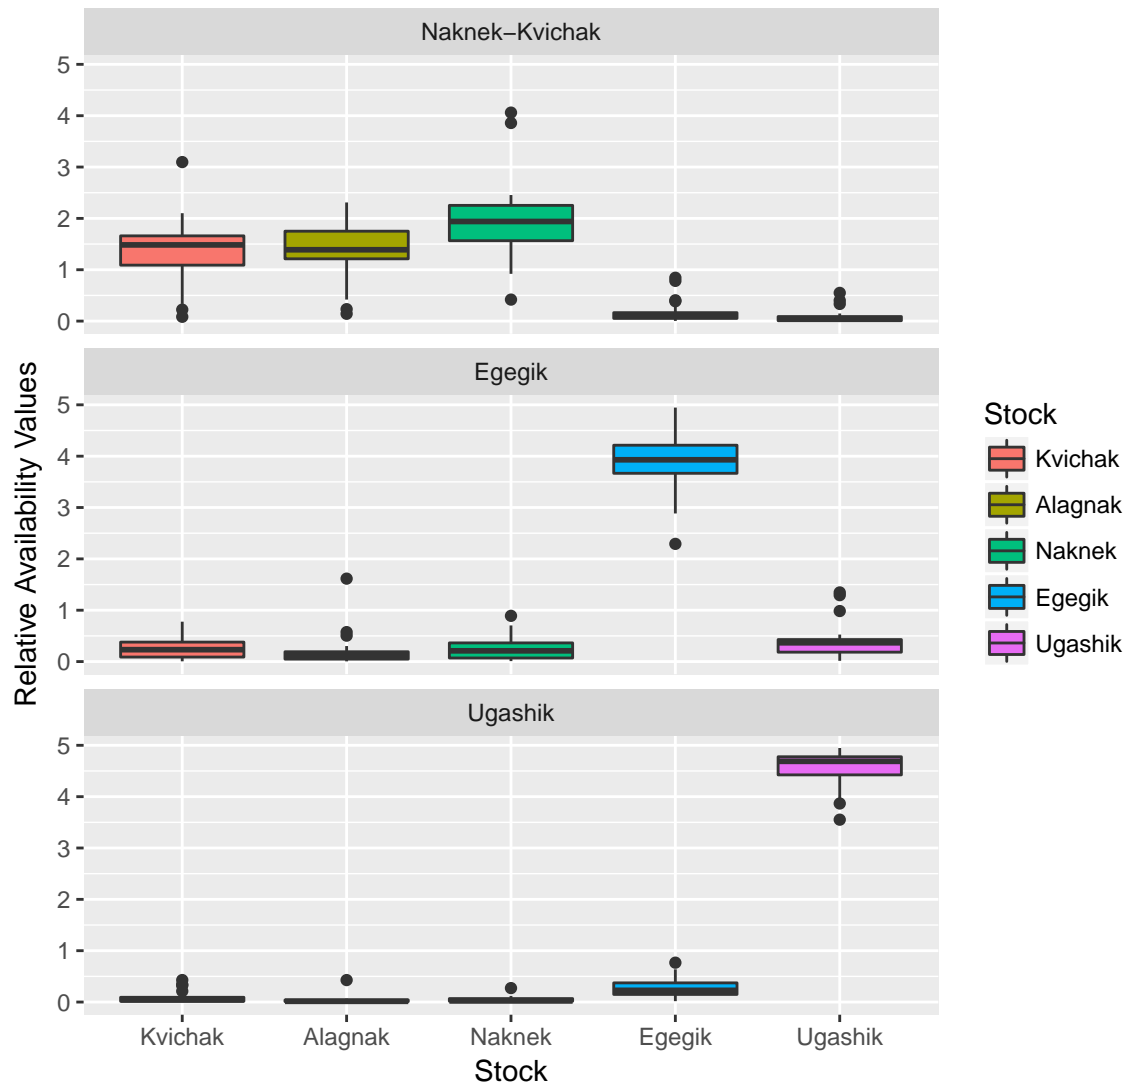 Naknek−Kvichak
5
4
3
2
1
0
Egegik
5
4
3
2
1
0
Ugashik
5
4
3
2
1
0
Relative Availability Values
Kvichak Alagnak Naknek Egegik Ugashik
Stock
Stock
Kvichak
Alagnak
Naknek
Egegik
Ugashik